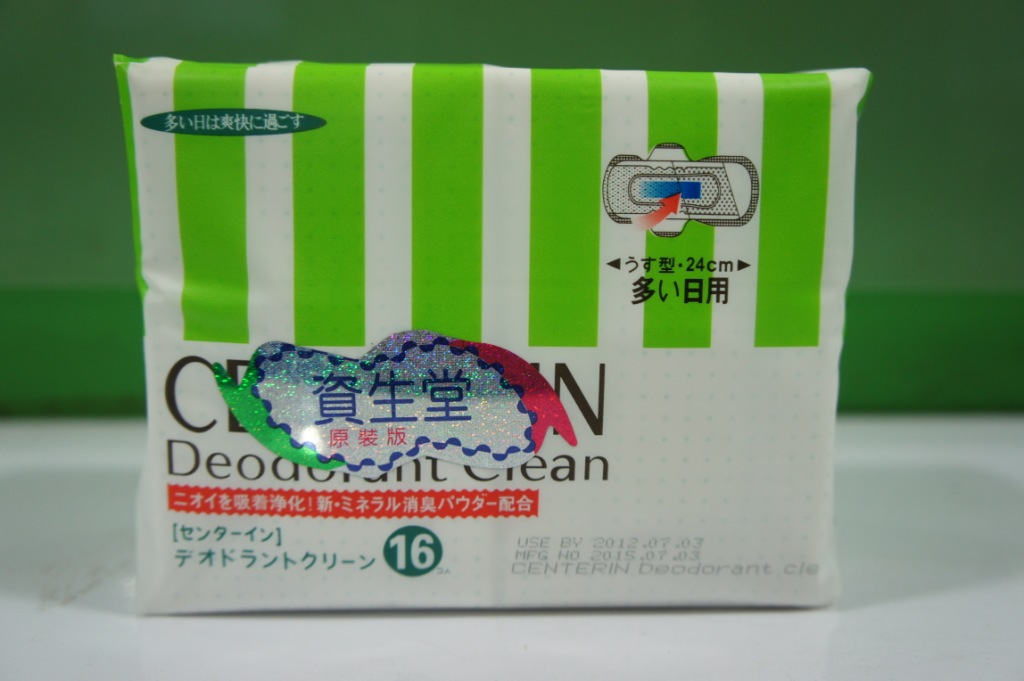 多い日は爽快に過ごす
うす型・24cm
多い日用
資生堂
原装版
Deodorant Clean
ニオイを吸着浄化!新・ミネラル消臭パウダー配合
[センターイン]
デオドラントクリーン 16コ入
USE BY 2012.07.03
MFG NO 2015.07.03
CENTERIN Deodorant cle